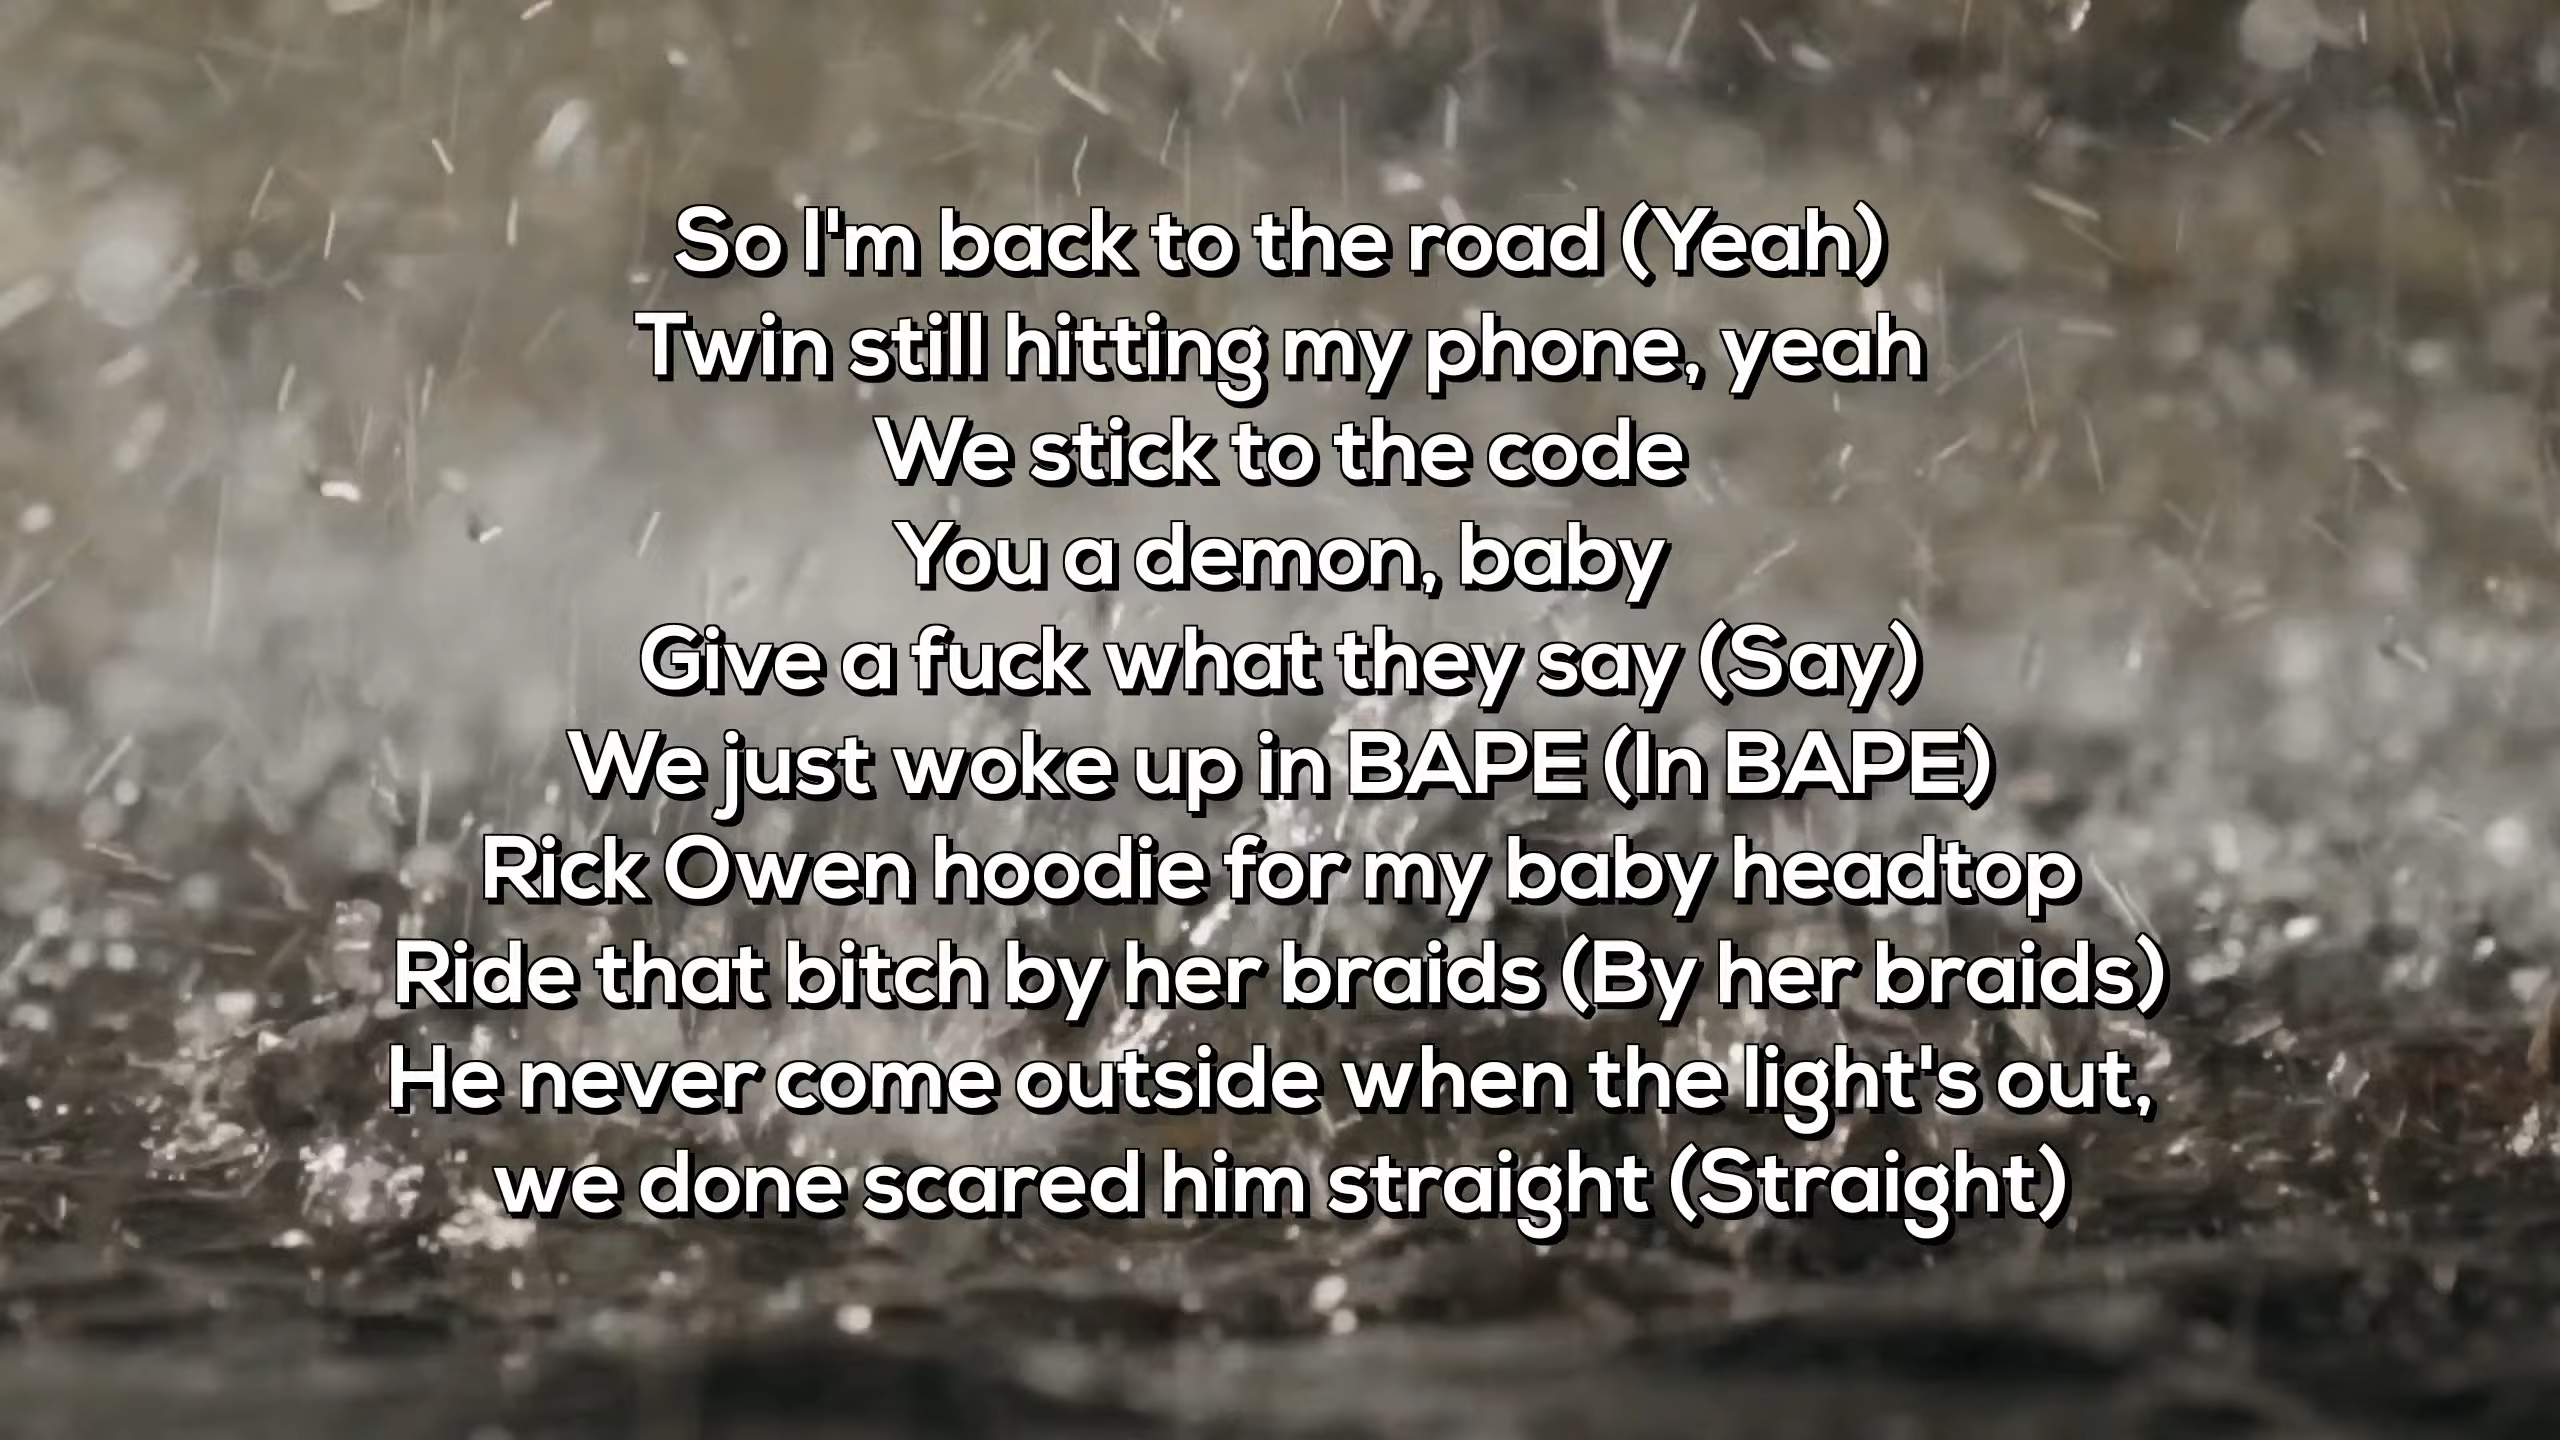 So I'm back to the road (Yeah)
Twin still hitting my phone, yeah
We stick to the code
You a demon, baby
Give a fuck what they say (Say)
We just woke up in BAPE (In BAPE)
Rick Owen hoodie for my baby headtop
Ride that bitch by her braids (By her braids)
He never come outside when the light's out,
we done scared him straight (Straight)